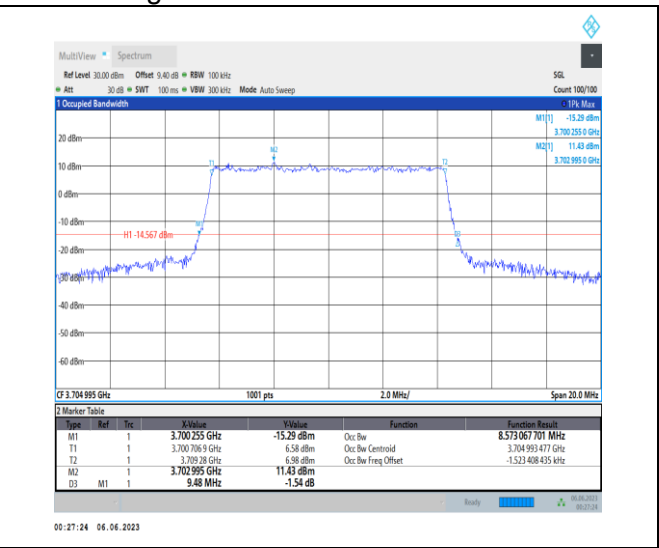 MultiView Spectrum
Ref Level 30.00 dBm Offset 9.40 dB RBW 100 kHz SGL
Att 30 dB SWT 100 ms VBW 300 kHz Mode Auto Sweep Count 100/100
1 Occupied Bandwidth 1Pk Max
M1[1] -15.29 dBm
3.700 255 0 GHz
M2[1] 11.43 dBm
3.702 995 0 GHz
20 dBm
M2
T1 T2
10 dBm
0 dBm
-10 dBm
M1
H1 -14.567 dBm
D3
-20 dBm
-30 dBm
-40 dBm
-50 dBm
-60 dBm
CF 3.704 995 GHz 1001 pts 2.0 MHz/ Span 20.0 MHz
2 Marker Table
Type Ref Trc X-Value Y-Value Function Function Result
M1 1 3.700 255 GHz -15.29 dBm Occ Bw 8.573 067 701 MHz
T1 1 3.700 706 9 GHz 6.58 dBm Occ Bw Centroid 3.704 993 477 GHz
T2 1 3.709 28 GHz 6.98 dBm Occ Bw Freq Offset -1.523 408 435 kHz
M2 1 3.702 995 GHz 11.43 dBm
D3 M1 1 9.48 MHz -1.54 dB
Ready 06.06.2023
00:27:24
00:27:24 06.06.2023